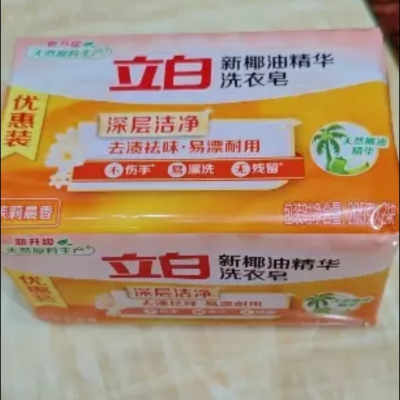 新升级
天然原料生产
立白
新椰油精华
洗衣皂
优惠装
深层洁净
去渍祛味·易漂耐用
不伤手
易漂洗
无残留
天然椰油
精华
茉莉晨香
新升级
天然原料生产
立白
新椰油精华
洗衣皂
优惠装
深层洁净
去渍祛味·易漂耐用